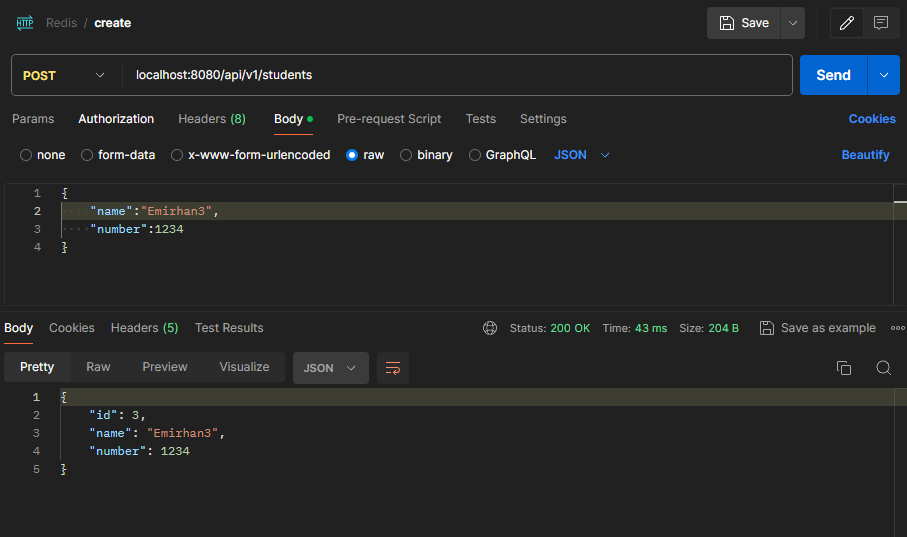 HTTP Redis / create Save
POST localhost:8080/api/v1/students Send
Params Authorization Headers (8) Body Pre-request Script Tests Settings Cookies
none form-data x-www-form-urlencoded raw binary GraphQL JSON Beautify
1 {
2 "name":"Emirhan3",
3 "number":1234
4 }
Body Cookies Headers (5) Test Results Status: 200 OK Time: 43 ms Size: 204 B Save as example
Pretty Raw Preview Visualize JSON
1 {
2 "id": 3,
3 "name": "Emirhan3",
4 "number": 1234
5 }